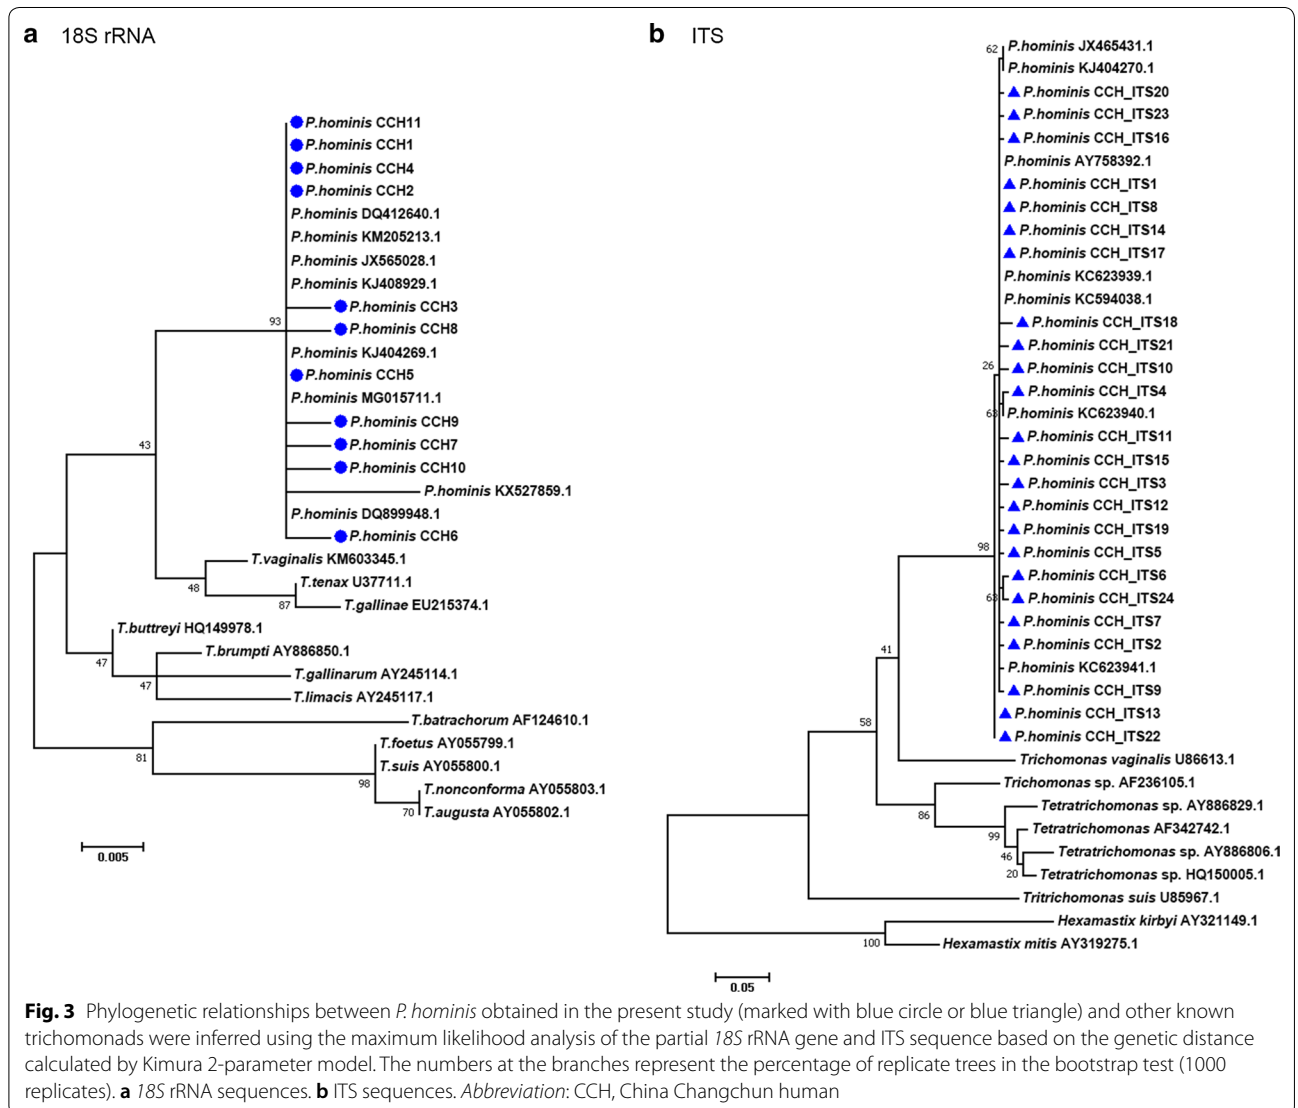 a 18S rRNA
P.hominis CCH11
P.hominis CCH1
P.hominis CCH4
P.hominis CCH2
P.hominis DQ412640.1
P.hominis KM205213.1
P.hominis JX565028.1
P.hominis KJ408929.1
P.hominis CCH3
P.hominis CCH8
93
P.hominis KJ404269.1
P.hominis CCH5
P.hominis MG015711.1
P.hominis CCH9
P.hominis CCH7
43
P.hominis CCH10
P.hominis KX527859.1
P.hominis DQ899948.1
P.hominis CCH6
T.vaginalis KM603345.1
48
T.tenax U37711.1
87
T.gallinae EU215374.1
T.buttreyi HQ149978.1
47
T.brumpti AY886850.1
T.gallinarum AY245114.1
47
T.limacis AY245117.1
T.batrachorum AF124610.1
81
T.foetus AY055799.1
T.suis AY055800.1
98
T.nonconforma AY055803.1
70
T.augusta AY055802.1
0.005
b ITS
62
P.hominis JX465431.1
P.hominis KJ404270.1
P.hominis CCH_ITS20
P.hominis CCH_ITS23
P.hominis CCH_ITS16
P.hominis AY758392.1
P.hominis CCH_ITS1
P.hominis CCH_ITS8
P.hominis CCH_ITS14
P.hominis CCH_ITS17
P.hominis KC623939.1
P.hominis KC594038.1
P.hominis CCH_ITS18
P.hominis CCH_ITS21
26
P.hominis CCH_ITS10
P.hominis CCH_ITS4
63
P.hominis KC623940.1
P.hominis CCH_ITS11
P.hominis CCH_ITS15
P.hominis CCH_ITS3
P.hominis CCH_ITS12
P.hominis CCH_ITS19
98
P.hominis CCH_ITS5
P.hominis CCH_ITS6
63
P.hominis CCH_ITS24
P.hominis CCH_ITS7
P.hominis CCH_ITS2
41
P.hominis KC623941.1
P.hominis CCH_ITS9
P.hominis CCH_ITS13
58
P.hominis CCH_ITS22
Trichomonas vaginalis U86613.1
Trichomonas sp. AF236105.1
86
Tetratrichomonas sp. AY886829.1
99
Tetratrichomonas AF342742.1
46
Tetratrichomonas sp. AY886806.1
20
Tetratrichomonas sp. HQ150005.1
Tritrichomonas suis U85967.1
Hexamastix kirbyi AY321149.1
100
Hexamastix mitis AY319275.1
0.05
Fig. 3 Phylogenetic relationships between P. hominis obtained in the present study (marked with blue circle or blue triangle) and other known
trichomonads were inferred using the maximum likelihood analysis of the partial 18S rRNA gene and ITS sequence based on the genetic distance
calculated by Kimura 2-parameter model. The numbers at the branches represent the percentage of replicate trees in the bootstrap test (1000
replicates). a 18S rRNA sequences. b ITS sequences. Abbreviation: CCH, China Changchun human